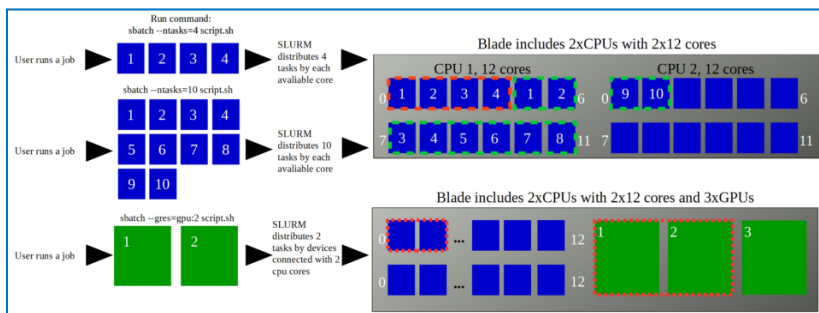 Run command:
sbatch --ntasks=4 script.sh
User runs a job
1 2 3 4
SLURM
distributes 4
tasks by each
avaliable core
Blade includes 2xCPUs with 2x12 cores
CPU 1, 12 cores
CPU 2, 12 cores
0 1 2 3 4 1 2 6
0 9 10 6
7 3 4 5 6 7 8 11
7 11
sbatch --ntasks=10 script.sh
User runs a job
1 2 3 4
5 6 7 8
9 10
SLURM
distributes 10
tasks by each
avaliable core
Blade includes 2xCPUs with 2x12 cores and 3xGPUs
sbatch --gres=gpu:2 script.sh
User runs a job
1 2
SLURM
distributes 2
tasks by devices
connected with 2
cpu cores
0 ... 12
0 ... 12
1 2 3